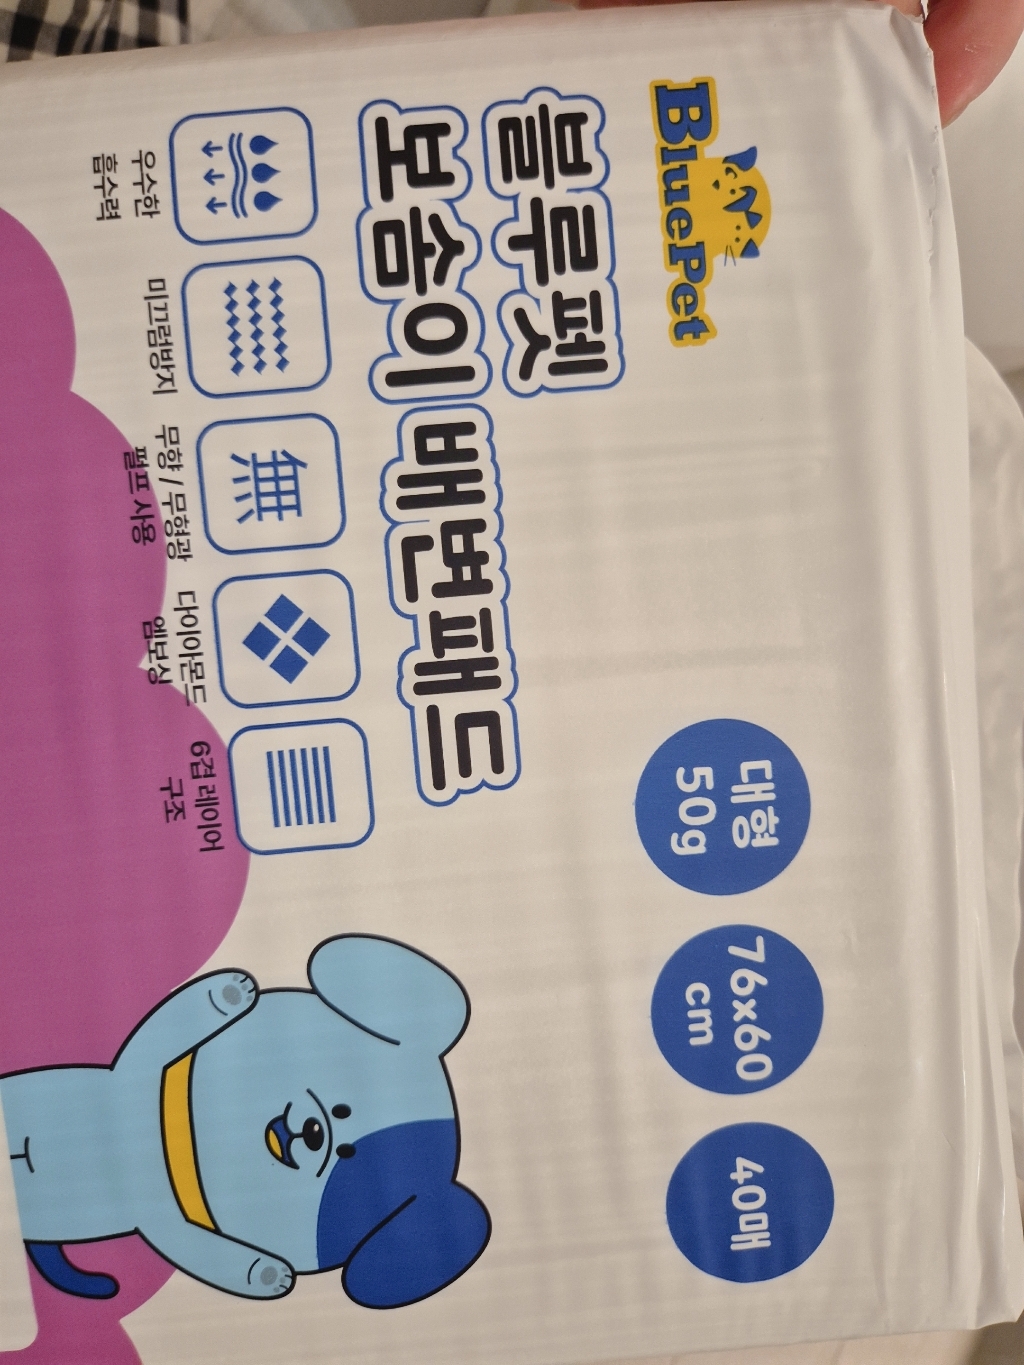 BluePet
블루펫
보솜이 배변패드
대형
50g
76x60
cm
40매
우수한
흡수력
미끄럼방지
無
무향 / 무형광
펄프 사용
다이아몬드
엠보싱
6겹 레이어
구조